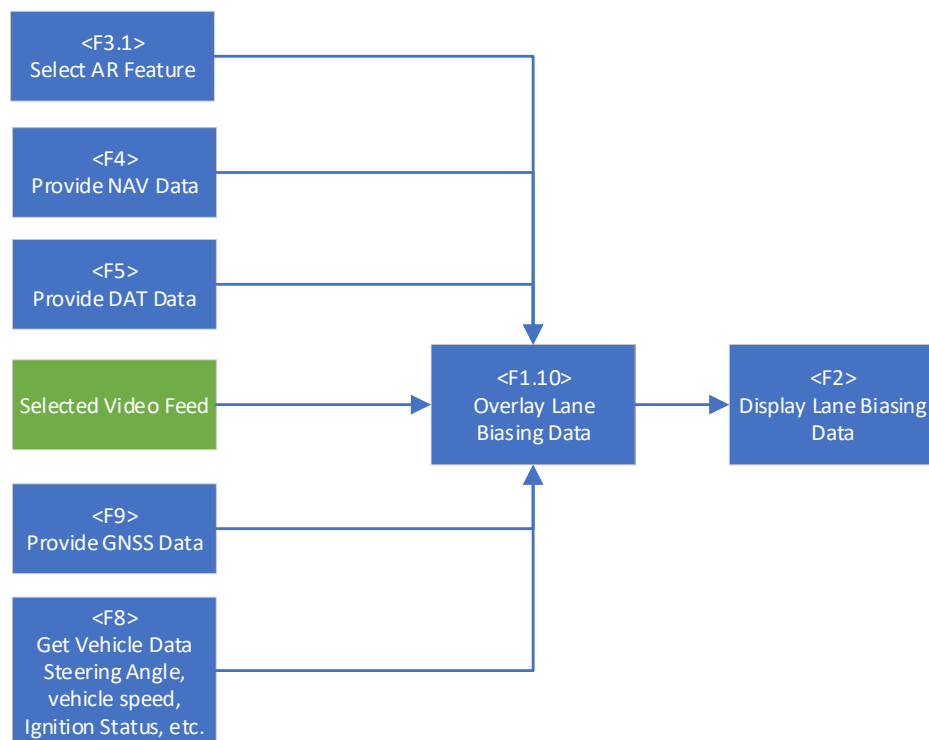 <F3.1>
Select AR Feature
<F4>
Provide NAV Data
<F5>
Provide DAT Data
Selected Video Feed
<F1.10>
Overlay Lane
Biasing Data
<F2>
Display Lane Biasing
Data
<F9>
Provide GNSS Data
<F8>
Get Vehicle Data
Steering Angle,
vehicle speed,
Ignition Status, etc.